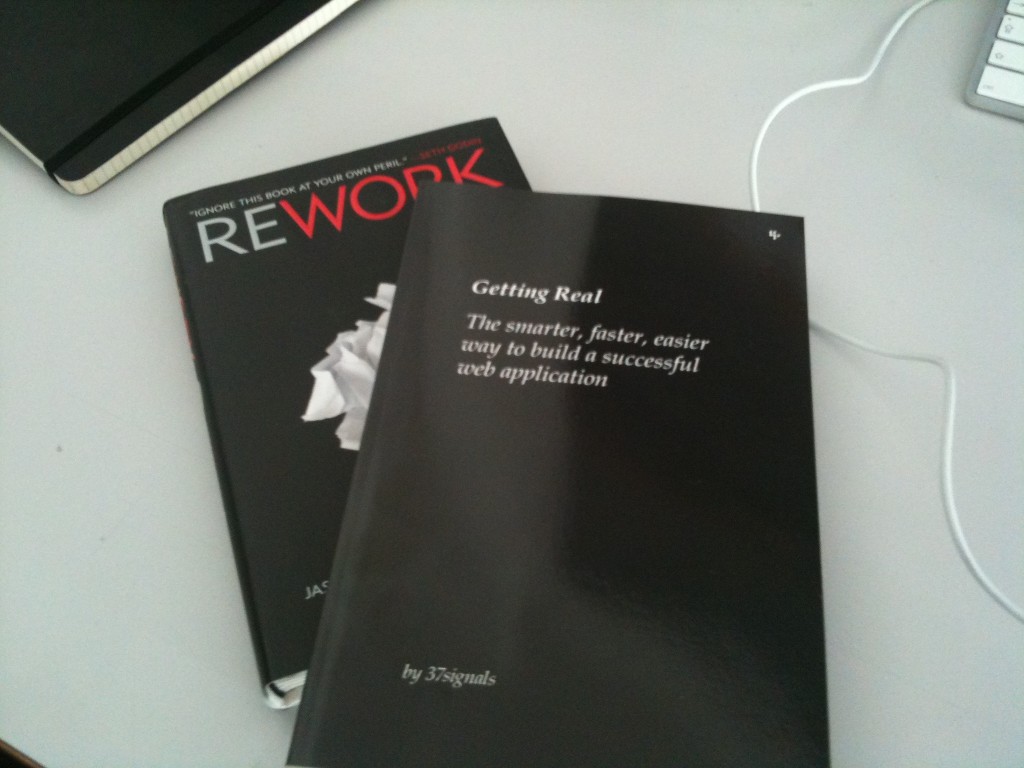 "IGNORE THIS BOOK AT YOUR OWN PERIL." —SETH GODIN
REWORK
JAS
Getting Real
The smarter, faster, easier
way to build a successful
web application
by 37signals